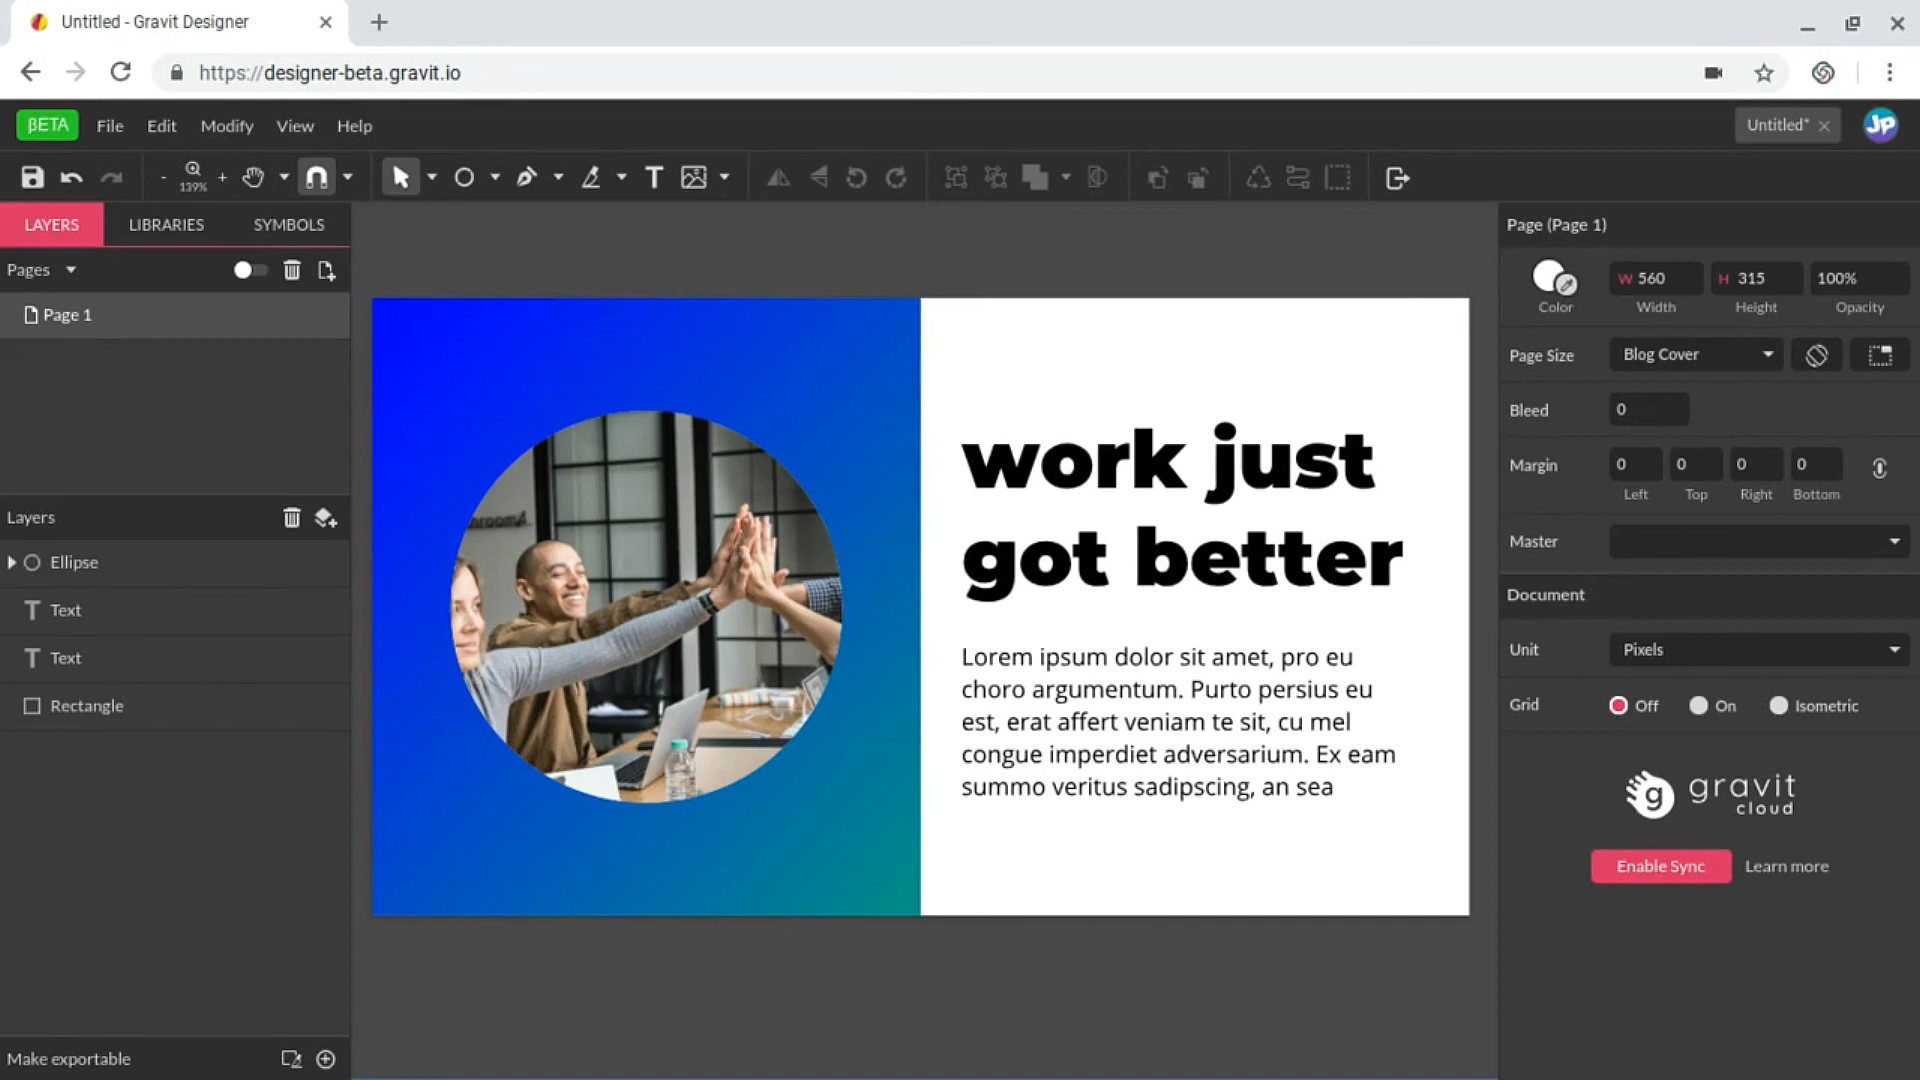 Untitled - Gravit Designer
https://designer-beta.gravit.io
βETA File Edit Modify View Help
Untitled*
JP
- 139% +
T
LAYERS LIBRARIES SYMBOLS
Pages
Page 1
Layers
Ellipse
Text
Text
Rectangle
Make exportable
work just
got better
Lorem ipsum dolor sit amet, pro eu
choro argumentum. Purto persius eu
est, erat affert veniam te sit, cu mel
congue imperdiet adversarium. Ex eam
summo veritus sadipscing, an sea
Page (Page 1)
W 560 H 315 100%
Color Width Height Opacity
Page Size Blog Cover
Bleed 0
Margin 0 0 0 0
Left Top Right Bottom
Master
Document
Unit Pixels
Grid Off On Isometric
g gravit
cloud
Enable Sync Learn more